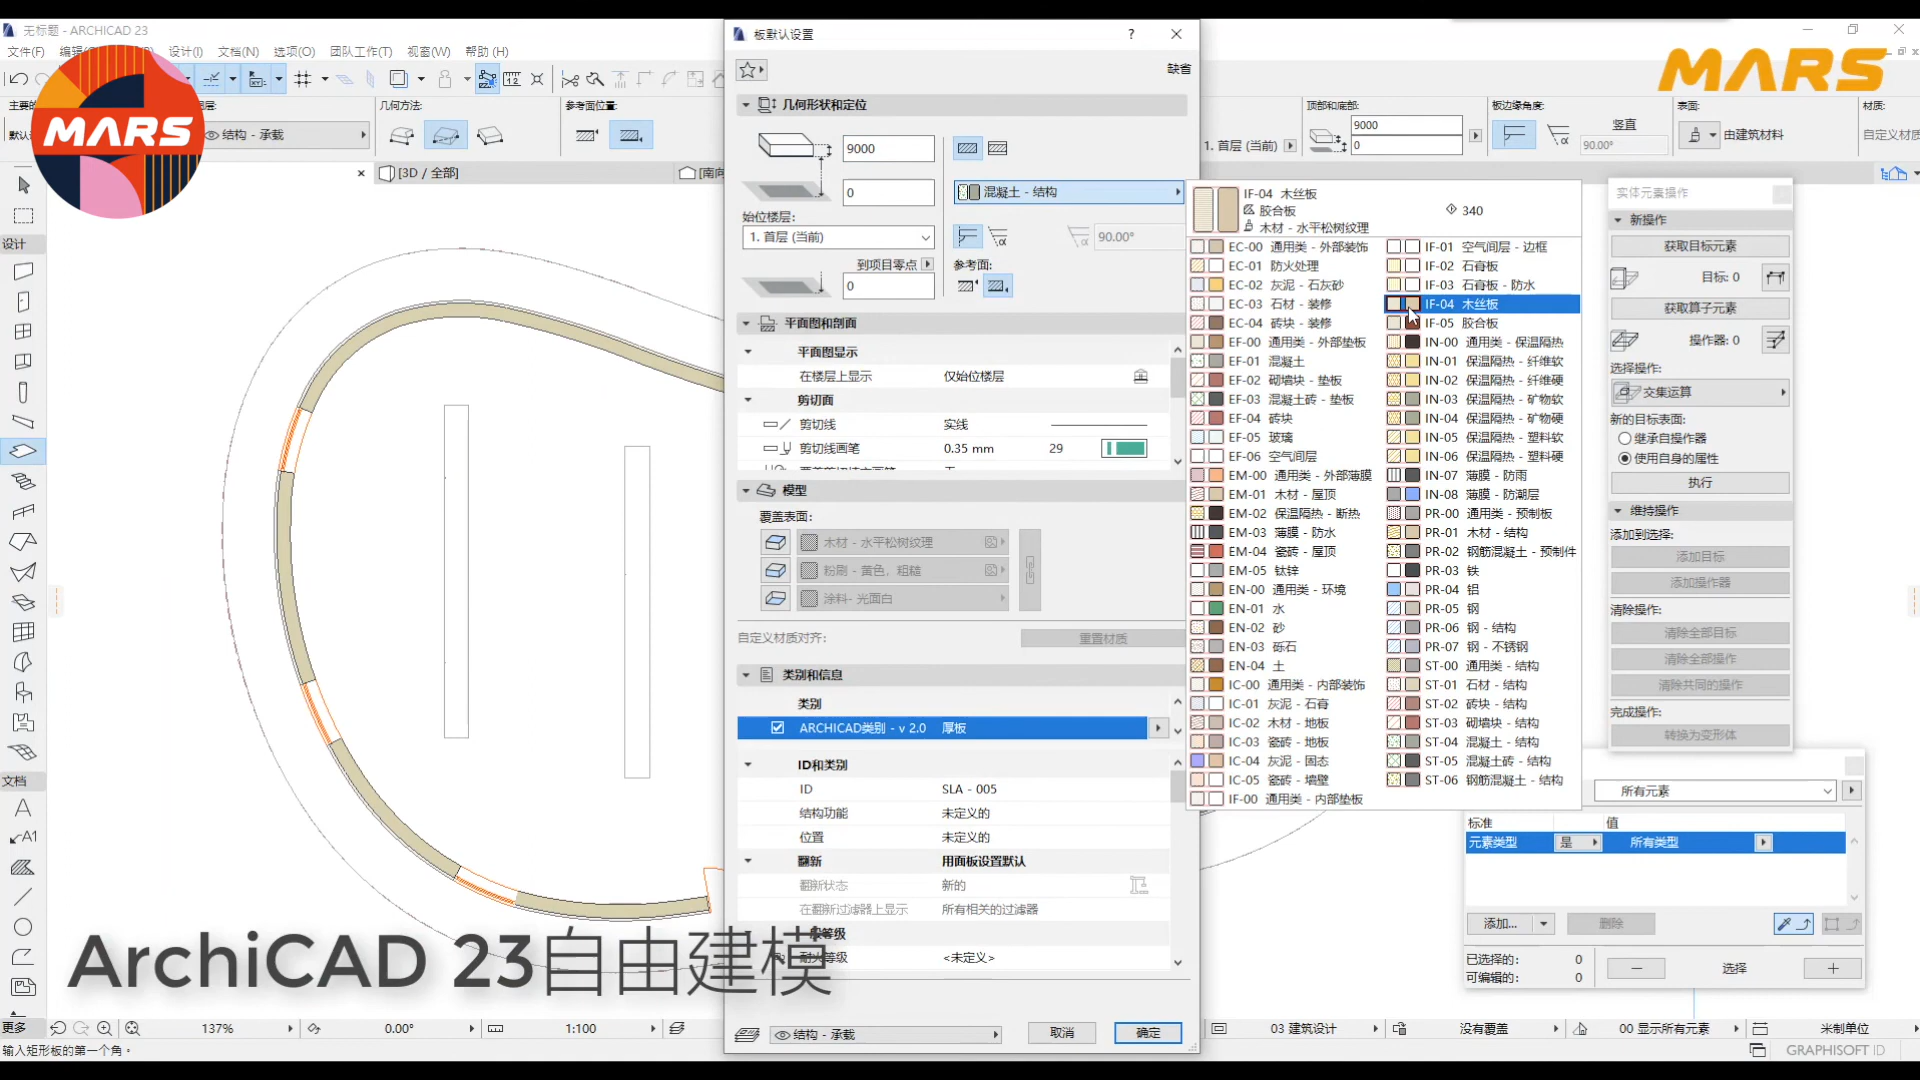 无标题 - ARCHICAD 23
文件(F)
设计(I)
文档(N)
选项(O)
团队工作(T)
视窗(W)
帮助 (H)
MARS
MARS
结构 - 承载
几何方法:
参考面位置:
[3D / 全部]
板默认设置
缺省
几何形状和定位
9000
0
混凝土 - 结构
始位楼层:
1. 首层 (当前)
90.00°
到项目零点
参考面:
0
平面图和剖面
平面图显示
在楼层上显示
仅始位楼层
剪切面
剪切线
实线
剪切线画笔
0.35 mm
29
模型
覆盖表面:
木材 - 水平松树纹理
粉刷 - 黄色，粗糙
涂料- 光面白
自定义材质对齐:
重置材质
类别和信息
类别
ARCHICAD类别 - v 2.0
厚板
ID和类别
ID
SLA - 005
结构功能
未定义的
位置
未定义的
翻新
用面板设置默认
翻新状态
新的
在翻新过滤器上显示
所有相关的过滤器
耐火等级
<未定义>
结构 - 承载
取消
确定
1. 首层 (当前)
顶部和底部:
9000
0
板边缘角度:
竖直
90.00°
表面:
由建筑材料
材质:
自定义材质
IF-04 木丝板
胶合板
木材 - 水平松树纹理
340
EC-00 通用类 - 外部装饰
EC-01 防火处理
EC-02 灰泥 - 石灰砂
EC-03 石材 - 装修
EC-04 砖块 - 装修
EF-00 通用类 - 外部垫板
EF-01 混凝土
EF-02 砌墙块 - 垫板
EF-03 混凝土砖 - 垫板
EF-04 砖块
EF-05 玻璃
EF-06 空气间层
EM-00 通用类 - 外部薄膜
EM-01 木材 - 屋顶
EM-02 保温隔热 - 断热
EM-03 薄膜 - 防水
EM-04 瓷砖 - 屋顶
EM-05 钛锌
EN-00 通用类 - 环境
EN-01 水
EN-02 砂
EN-03 砾石
EN-04 土
IC-00 通用类 - 内部装饰
IC-01 灰泥 - 石膏
IC-02 木材 - 地板
IC-03 瓷砖 - 地板
IC-04 灰泥 - 固态
IC-05 瓷砖 - 墙壁
IF-00 通用类 - 内部垫板
IF-01 空气间层 - 边框
IF-02 石膏板
IF-03 石膏板 - 防水
IF-04 木丝板
IF-05 胶合板
IN-00 通用类 - 保温隔热
IN-01 保温隔热 - 纤维软
IN-02 保温隔热 - 纤维硬
IN-03 保温隔热 - 矿物软
IN-04 保温隔热 - 矿物硬
IN-05 保温隔热 - 塑料软
IN-06 保温隔热 - 塑料硬
IN-07 薄膜 - 防雨
IN-08 薄膜 - 防潮层
PR-00 通用类 - 预制板
PR-01 木材 - 结构
PR-02 钢筋混凝土 - 预制件
PR-03 铁
PR-04 铝
PR-05 钢
PR-06 钢 - 结构
PR-07 钢 - 不锈钢
ST-00 通用类 - 结构
ST-01 石材 - 结构
ST-02 砖块 - 结构
ST-03 砌墙块 - 结构
ST-04 混凝土 - 结构
ST-05 混凝土砖 - 结构
ST-06 钢筋混凝土 - 结构
实体元素操作
新操作
获取目标元素
目标: 0
获取算子元素
操作器: 0
选择操作:
交集运算
新的目标表面:
继承自操作器
使用自身的属性
执行
维持操作
添加到选择:
添加目标
添加操作器
清除操作:
清除全部目标
清除全部操作
清除共同的操作
完成操作:
转换为变形体
所有元素
标准
值
元素类型
是
所有类型
添加...
删除
已选择的: 0
可编辑的: 0
选择
设计
文档
A1
更多
ArchiCAD 23自由建模
137%
0.00°
1:100
03 建筑设计
没有覆盖
00 显示所有元素
米制单位
输入矩形板的第一个角。
GRAPHISOFT ID